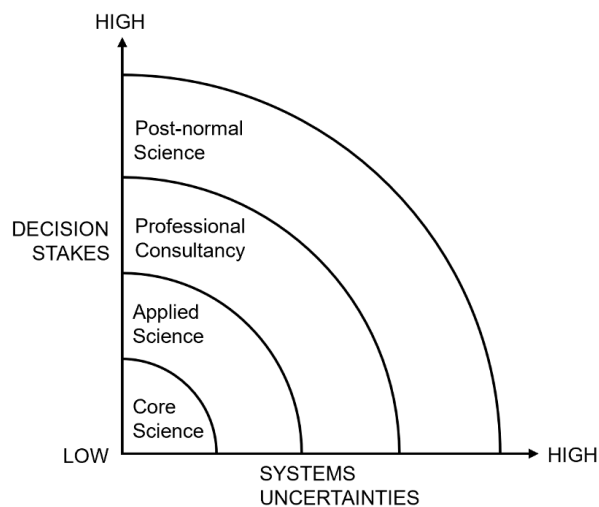 HIGH
Post-normal
Science
DECISION
STAKES
Professional
Consultancy
Applied
Science
Core
Science
LOW
HIGH
SYSTEMS
UNCERTAINTIES